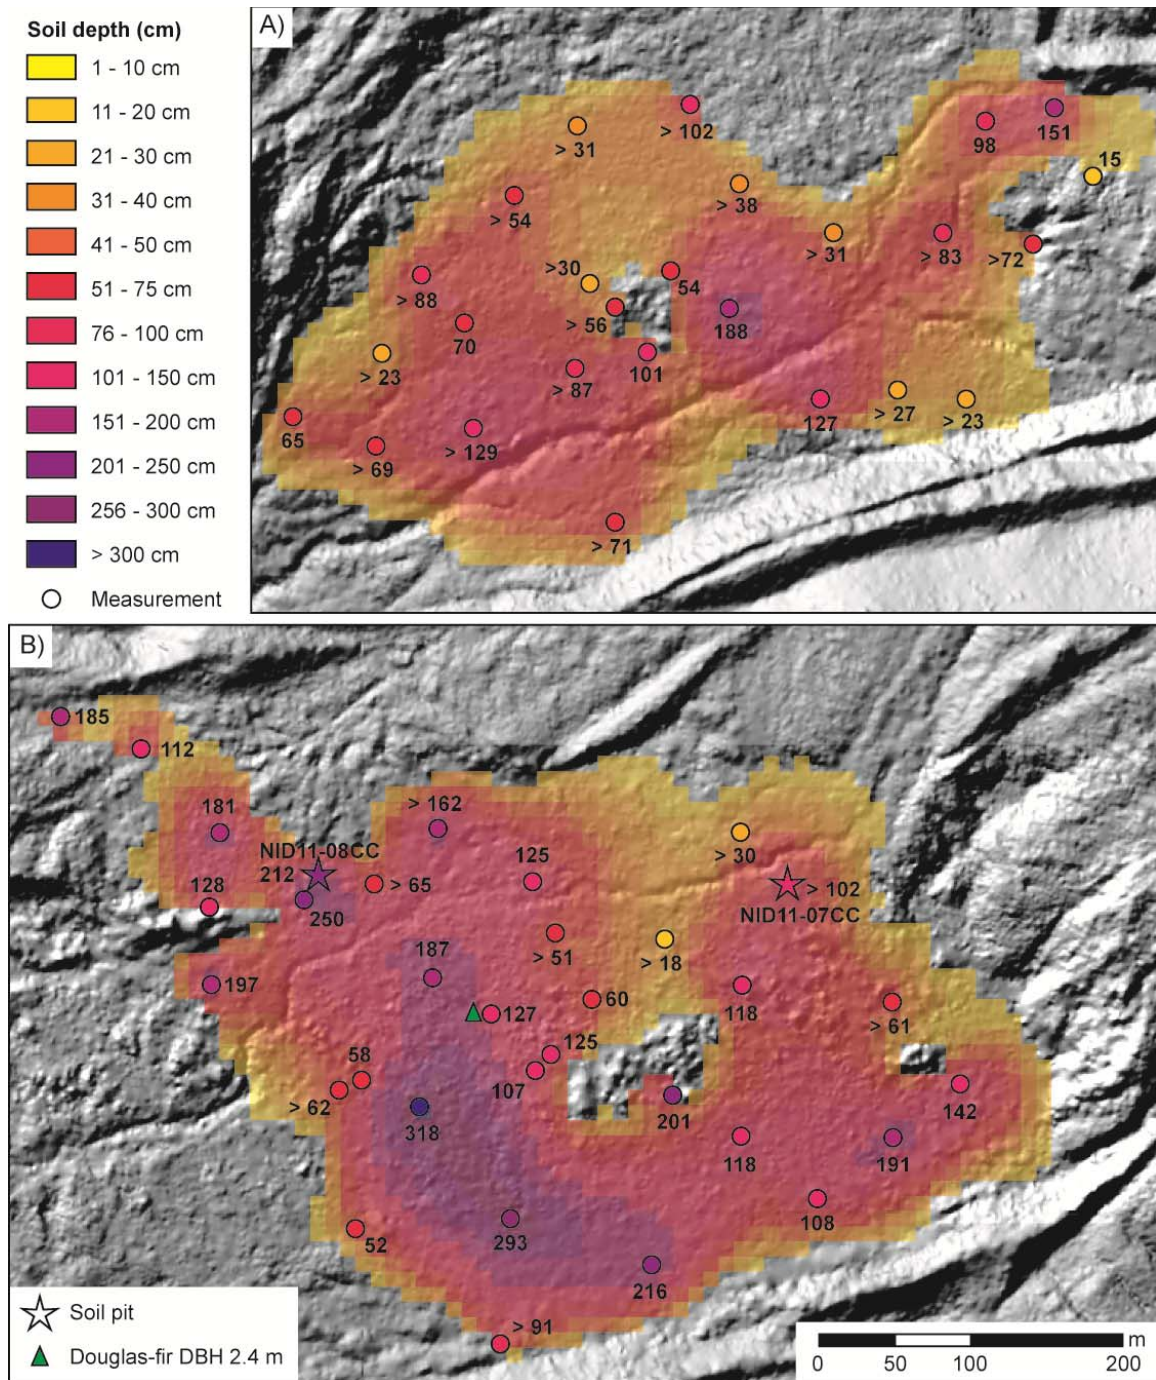 Soil depth (cm)
1 - 10 cm
11 - 20 cm
21 - 30 cm
31 - 40 cm
41 - 50 cm
51 - 75 cm
76 - 100 cm
101 - 150 cm
151 - 200 cm
201 - 250 cm
256 - 300 cm
> 300 cm
Measurement
A)
> 102
> 31
98
151
15
> 38
> 54
> 31
> 83
>72
>30
54
> 88
> 56
188
70
> 23
> 87
101
65
127
> 27
> 23
> 69
> 129
> 71
B)
185
112
181
> 162
NID11-08CC
212
> 65
125
> 30
> 102
NID11-07CC
128
250
> 51
> 18
187
197
60
118
> 61
127
125
58
107
> 62
142
318
201
118
191
108
52
293
216
> 91
Soil pit
Douglas-fir DBH 2.4 m
m
0 50 100 200